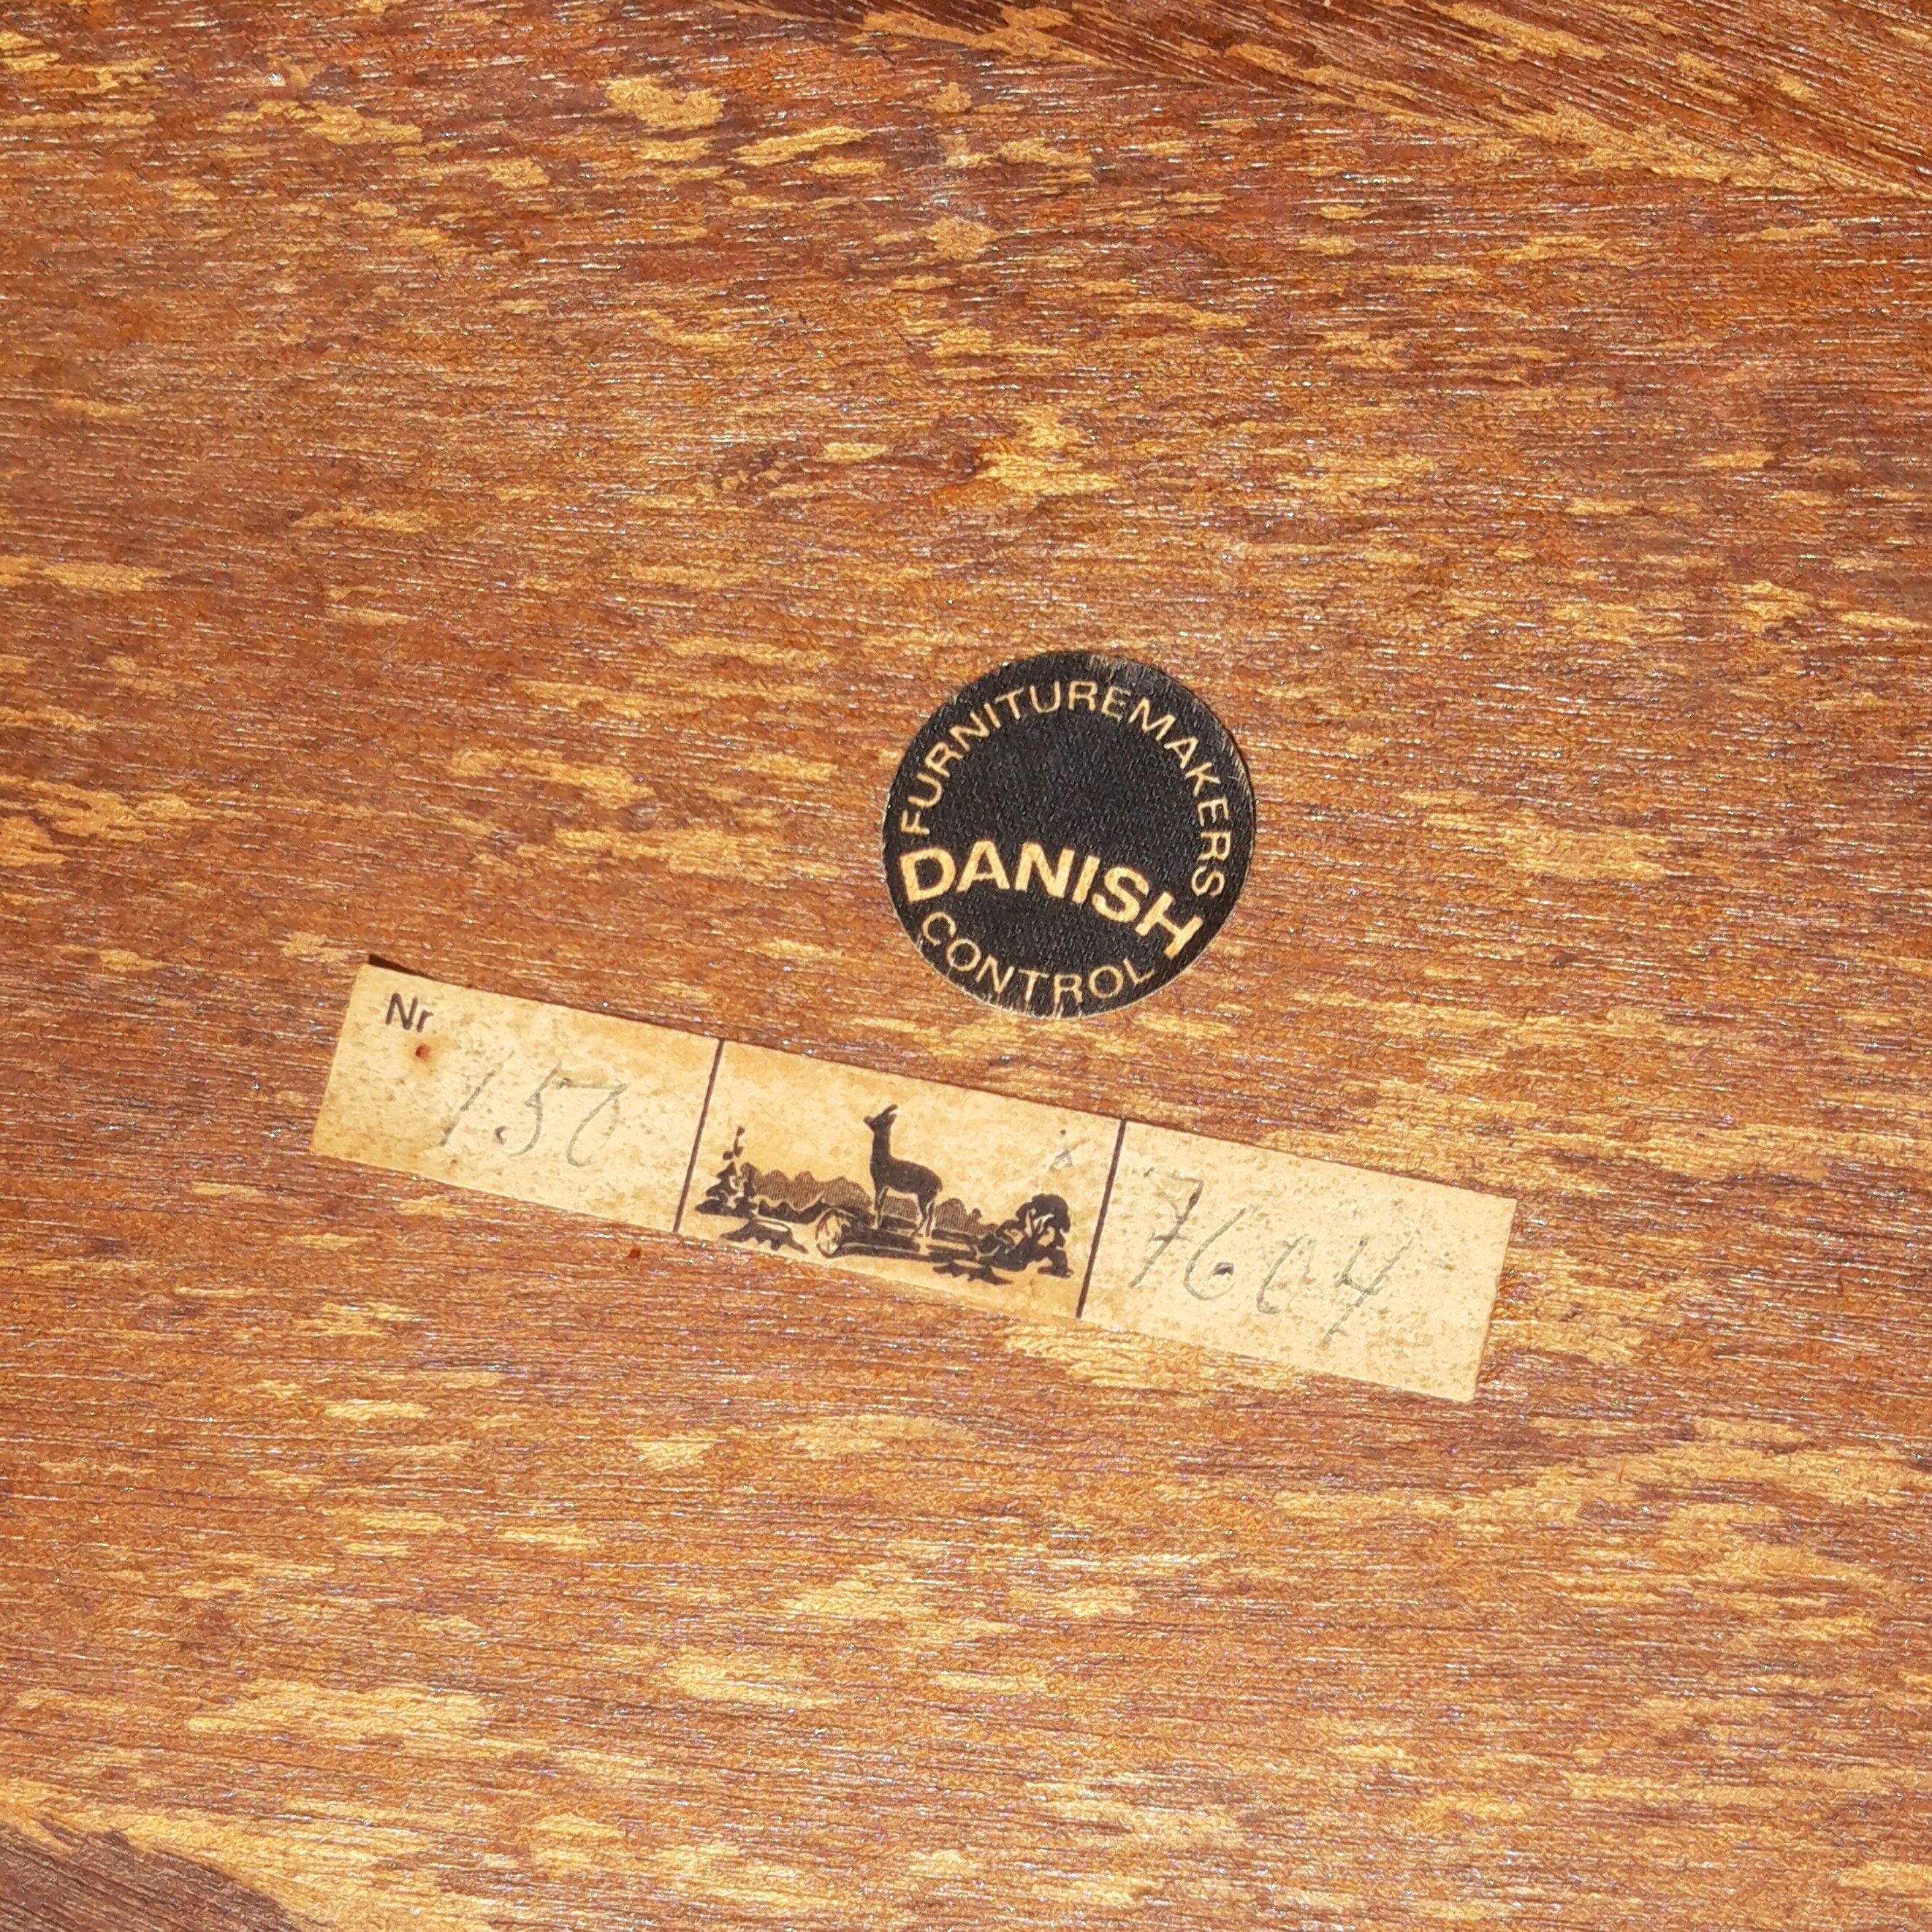 FURNITUREMAKERS
DANISH
CONTROL
Nr.
150
7604